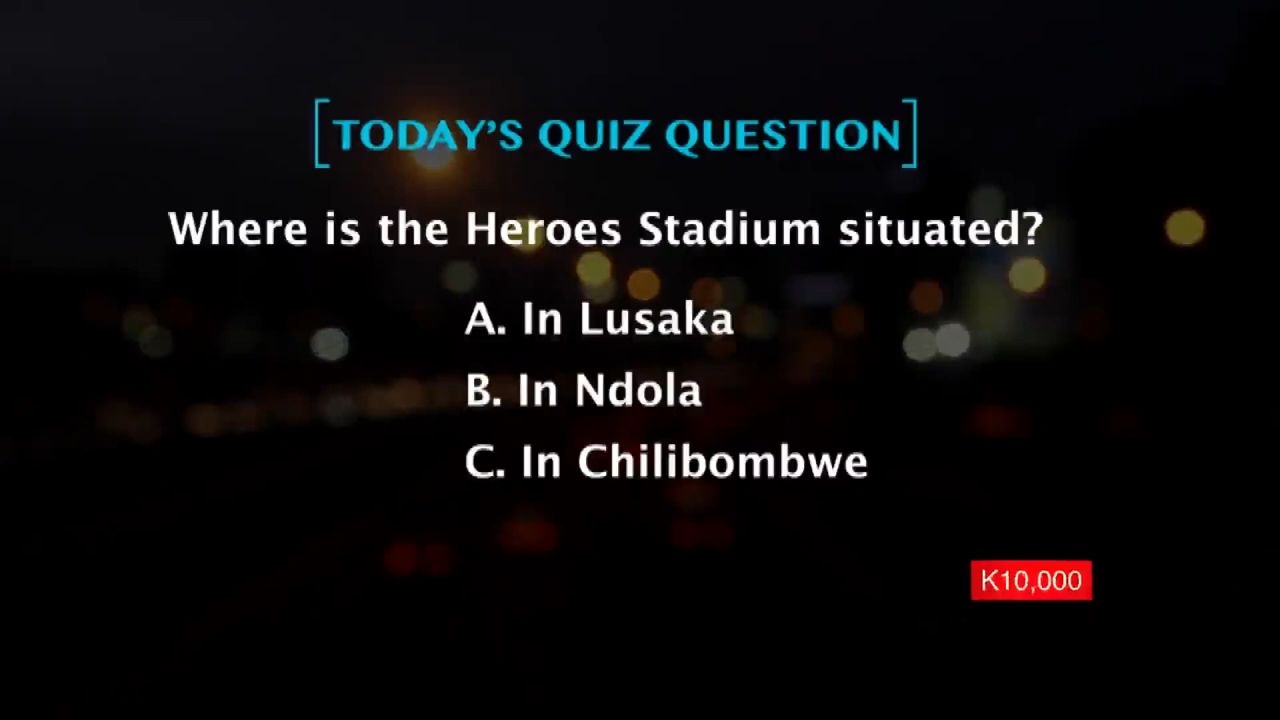 [TODAY'S QUIZ QUESTION]
Where is the Heroes Stadium situated?
A. In Lusaka
B. In Ndola
C. In Chilibombwe
K10,000